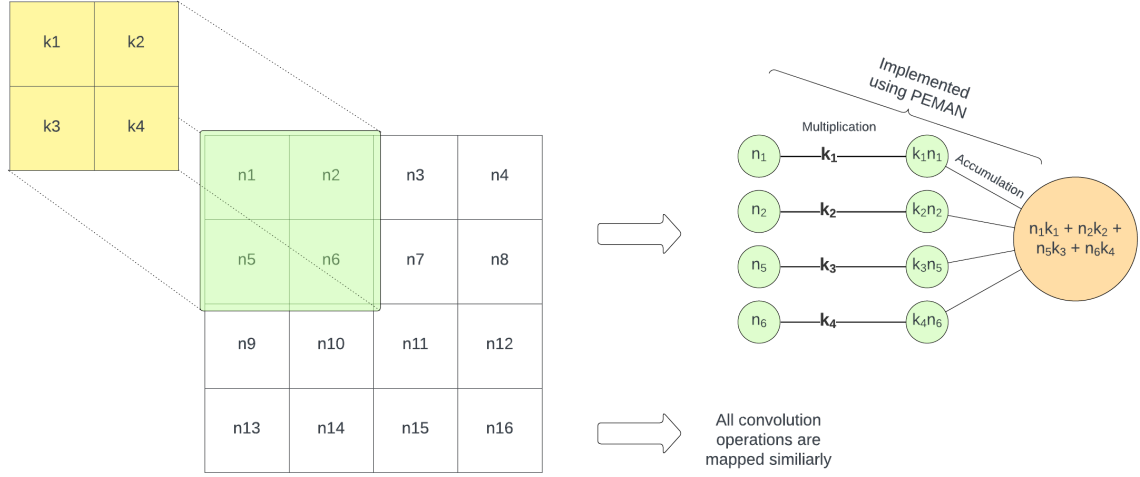 k1 k2
k3 k4
n1 n2 n3 n4
n5 n6 n7 n8
n9 n10 n11 n12
n13 n14 n15 n16
Implemented
using PEMAN
Multiplication
Accumulation
n₁ k₁ k₁n₁
n₂ k₂ k₂n₂
n₅ k₃ k₃n₅
n₆ k₄ k₄n₆
n₁k₁ + n₂k₂ +
n₅k₃ + n₆k₄
All convolution
operations are
mapped similiarly